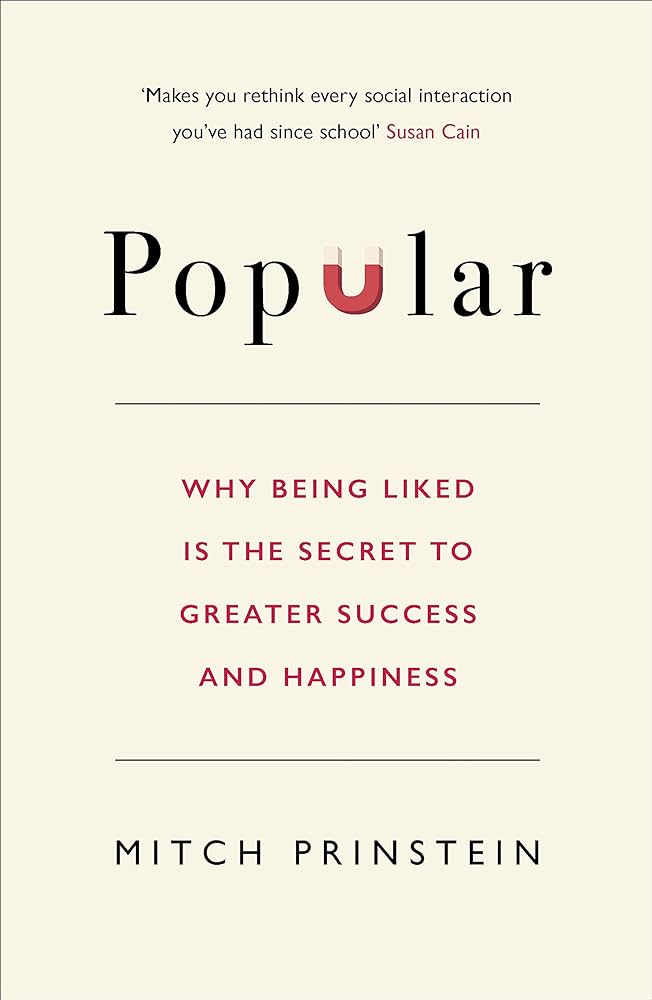 ‘Makes you rethink every social interaction
you’ve had since school’ Susan Cain
Popular
WHY BEING LIKED
IS THE SECRET TO
GREATER SUCCESS
AND HAPPINESS
MITCH PRINSTEIN